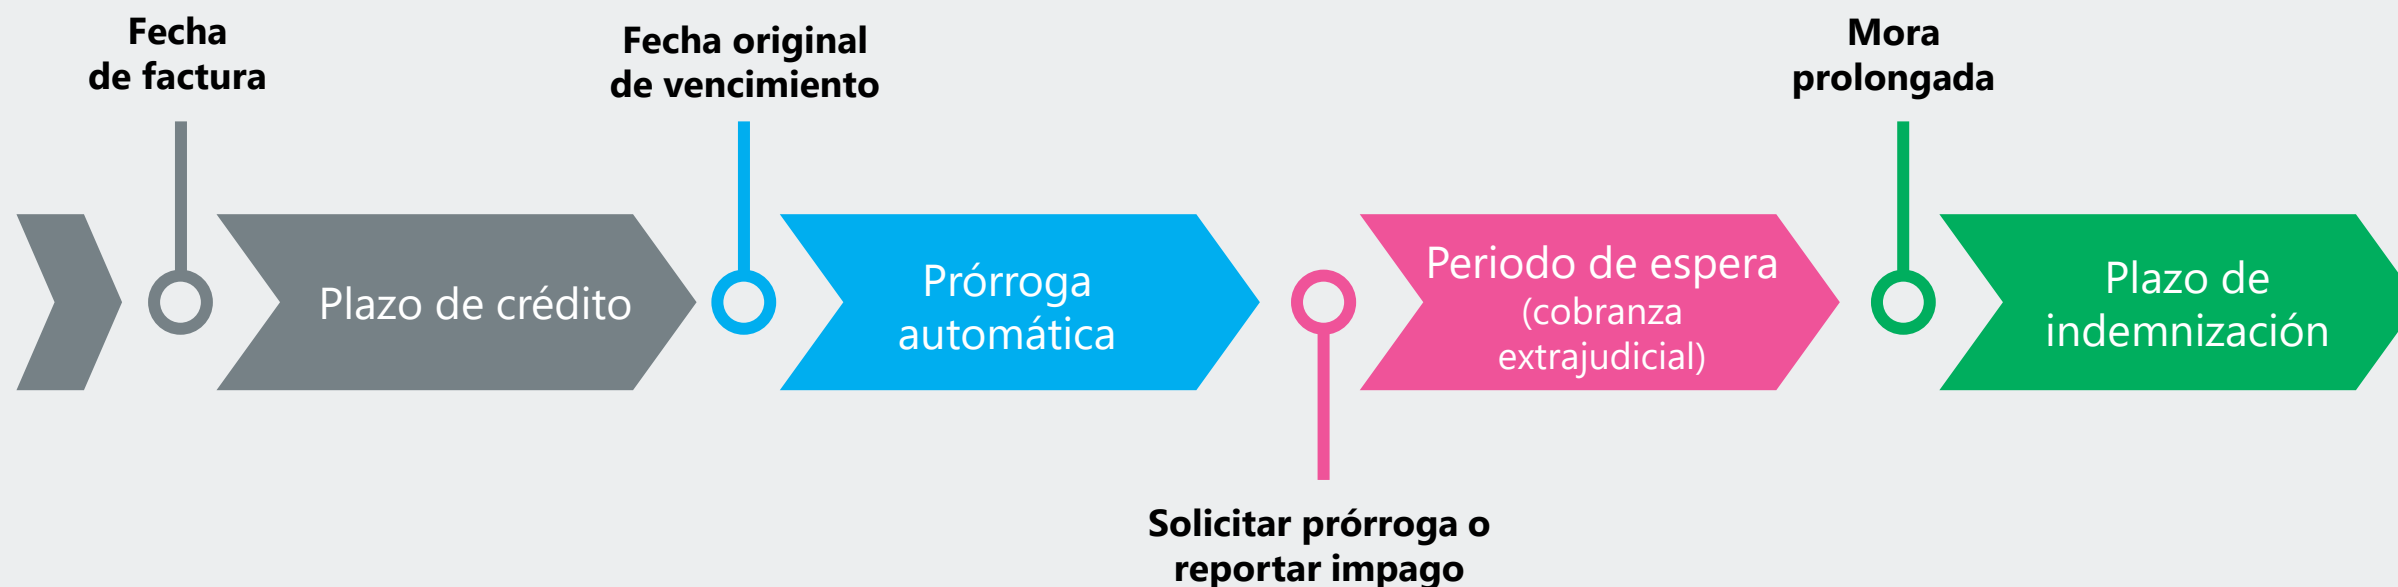 Fecha
de factura
Fecha original
de vencimiento
Mora
prolongada
Plazo de crédito
Prórroga
automática
Periodo de espera
(cobranza
extrajudicial)
Plazo de
indemnización
Solicitar prórroga o
reportar impago